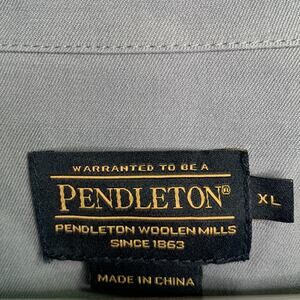 WARRANTED TO BE A
PENDLETON®
XL
PENDLETON WOOLEN MILLS
SINCE 1863
MADE IN CHINA